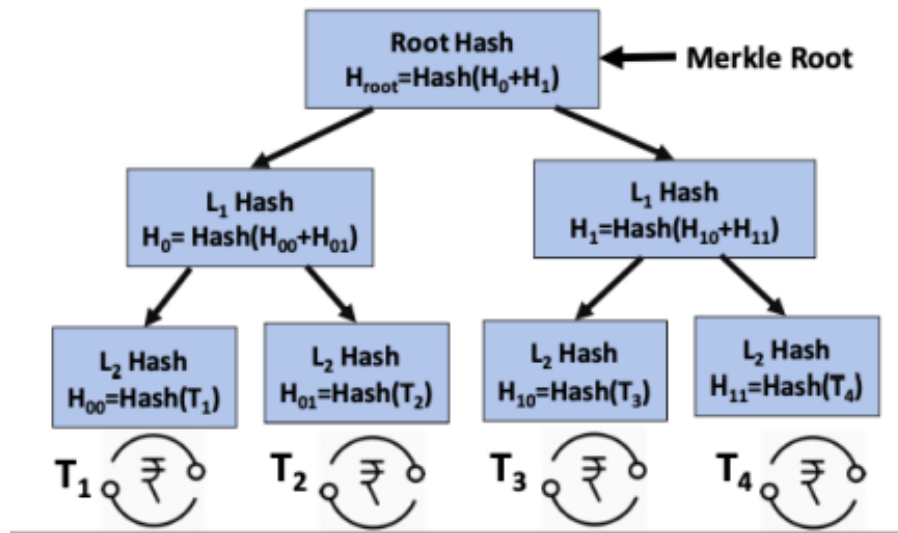 Root Hash
H_root=Hash(H₀+H₁)
Merkle Root
L₁ Hash
H₀= Hash(H₀₀+H₀₁)
L₁ Hash
H₁=Hash(H₁₀+H₁₁)
L₂ Hash
H₀₀=Hash(T₁)
L₂ Hash
H₀₁=Hash(T₂)
L₂ Hash
H₁₀=Hash(T₃)
L₂ Hash
H₁₁=Hash(T₄)
T₁ ₹
T₂ ₹
T₃ ₹
T₄ ₹